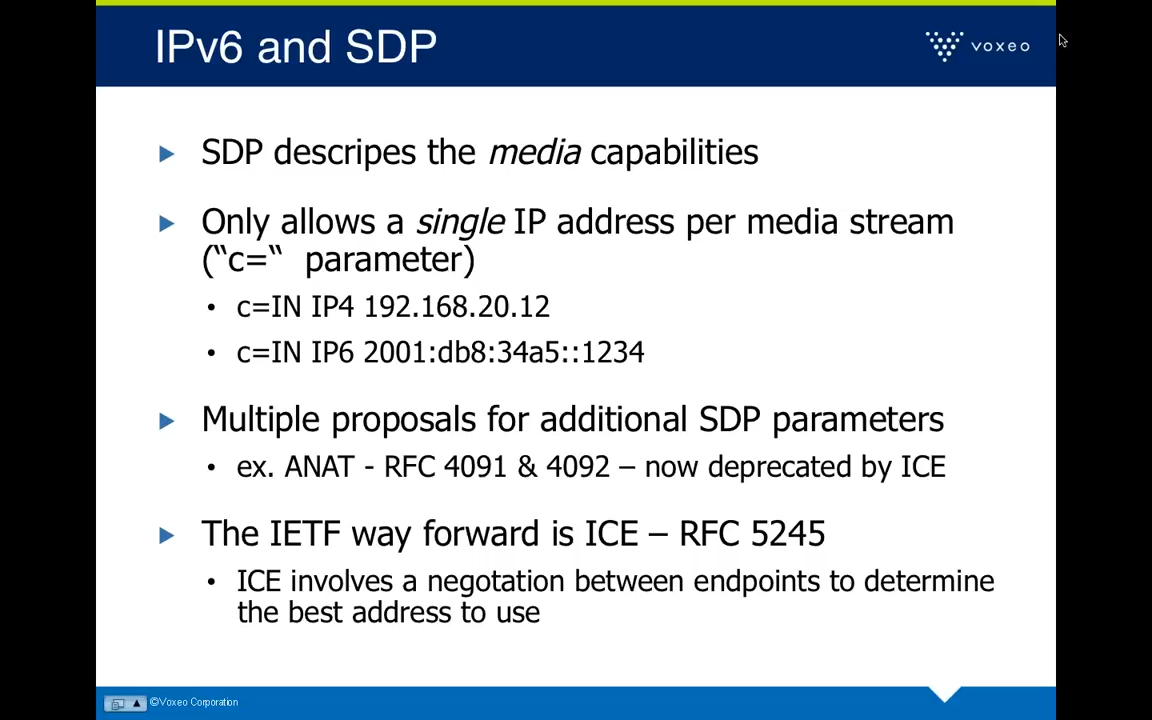 IPv6 and SDP
voxeo
SDP descripes the media capabilities
Only allows a single IP address per media stream
(“c=“ parameter)
• c=IN IP4 192.168.20.12
• c=IN IP6 2001:db8:34a5::1234
Multiple proposals for additional SDP parameters
• ex. ANAT - RFC 4091 & 4092 – now deprecated by ICE
The IETF way forward is ICE – RFC 5245
• ICE involves a negotation between endpoints to determine
the best address to use
©Voxeo Corporation